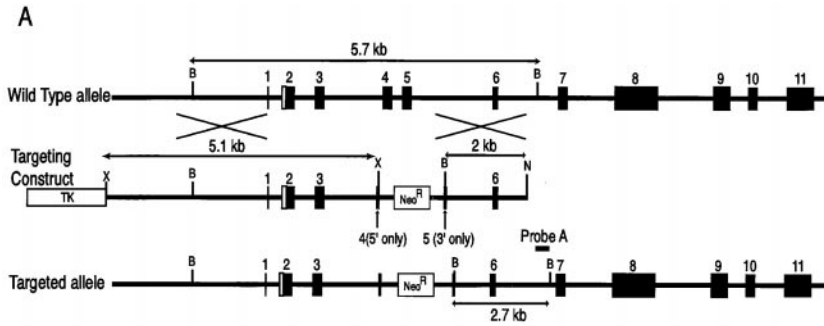 A
5.7 kb
B 1 2 3 4 5 6 B 7 8 9 10 11
Wild Type allele
5.1 kb 2 kb
Targeting
Construct
X B 1 2 3 X B 6 N
TK Neo^R
4(5' only) 5 (3' only)
Probe A
B 1 2 3 B 6 B 7 8 9 10 11
Targeted allele Neo^R
2.7 kb